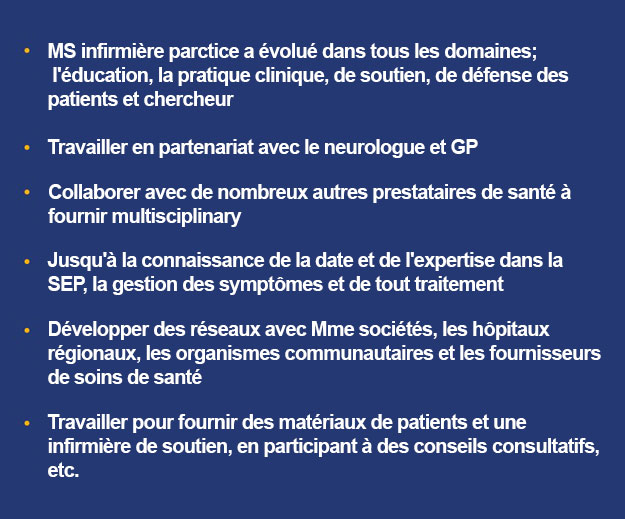 • MS infirmière parctice a évolué dans tous les domaines;
l'éducation, la pratique clinique, de soutien, de défense des
patients et chercheur
• Travailler en partenariat avec le neurologue et GP
• Collaborer avec de nombreux autres prestataires de santé à
fournir multisciplinary
• Jusqu'à la connaissance de la date et de l'expertise dans la
SEP, la gestion des symptômes et de tout traitement
• Développer des réseaux avec Mme sociétés, les hôpitaux
régionaux, les organismes communautaires et les fournisseurs
de soins de santé
• Travailler pour fournir des matériaux de patients et une
infirmière de soutien, en participant à des conseils consultatifs,
etc.